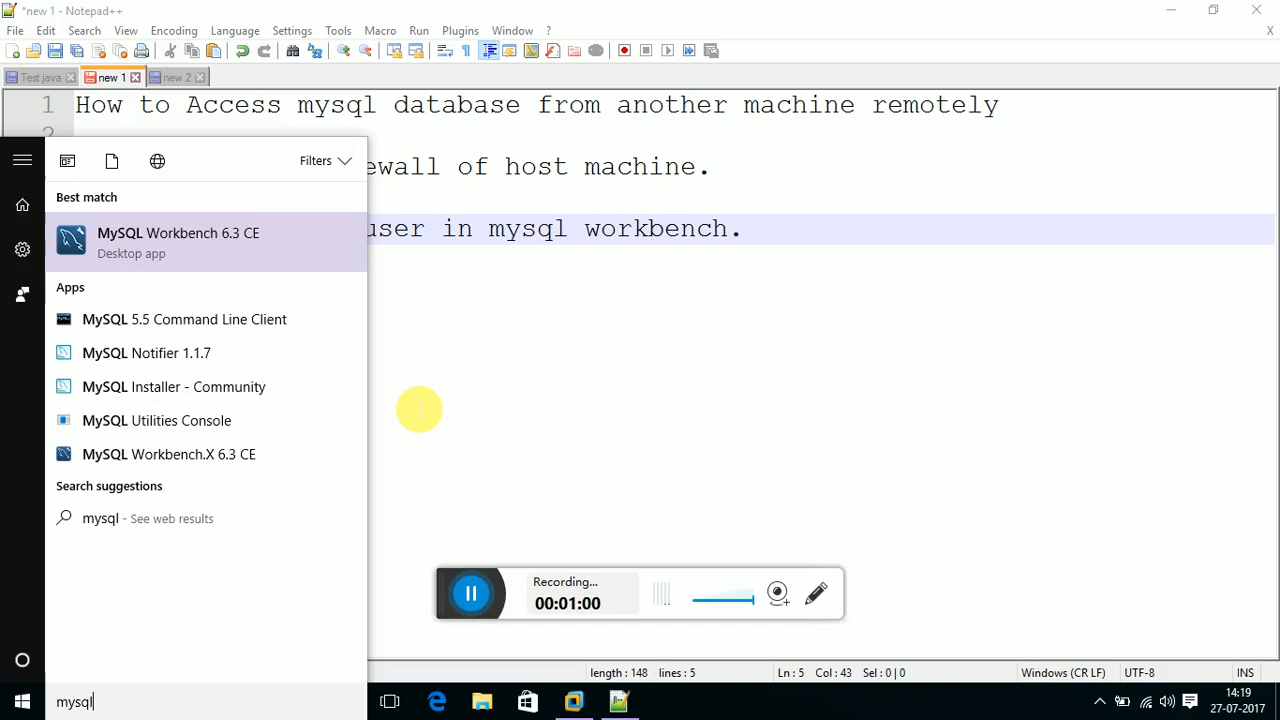 *new 1 - Notepad++
File Edit Search View Encoding Language Settings Tools Macro Run Plugins Window ? X
Test java new 1 new 2
1 How to Access mysql database from another machine remotely
2
ewall of host machine.
user in mysql workbench.
Filters
Best match
MySQL Workbench 6.3 CE
Desktop app
Apps
MySQL 5.5 Command Line Client
MySQL Notifier 1.1.7
MySQL Installer - Community
MySQL Utilities Console
MySQL Workbench.X 6.3 CE
Search suggestions
mysql - See web results
Recording...
00:01:00
length : 148 lines : 5 Ln : 5 Col : 43 Sel : 0 | 0 Windows (CR LF) UTF-8 INS
mysql
14:19
27-07-2017